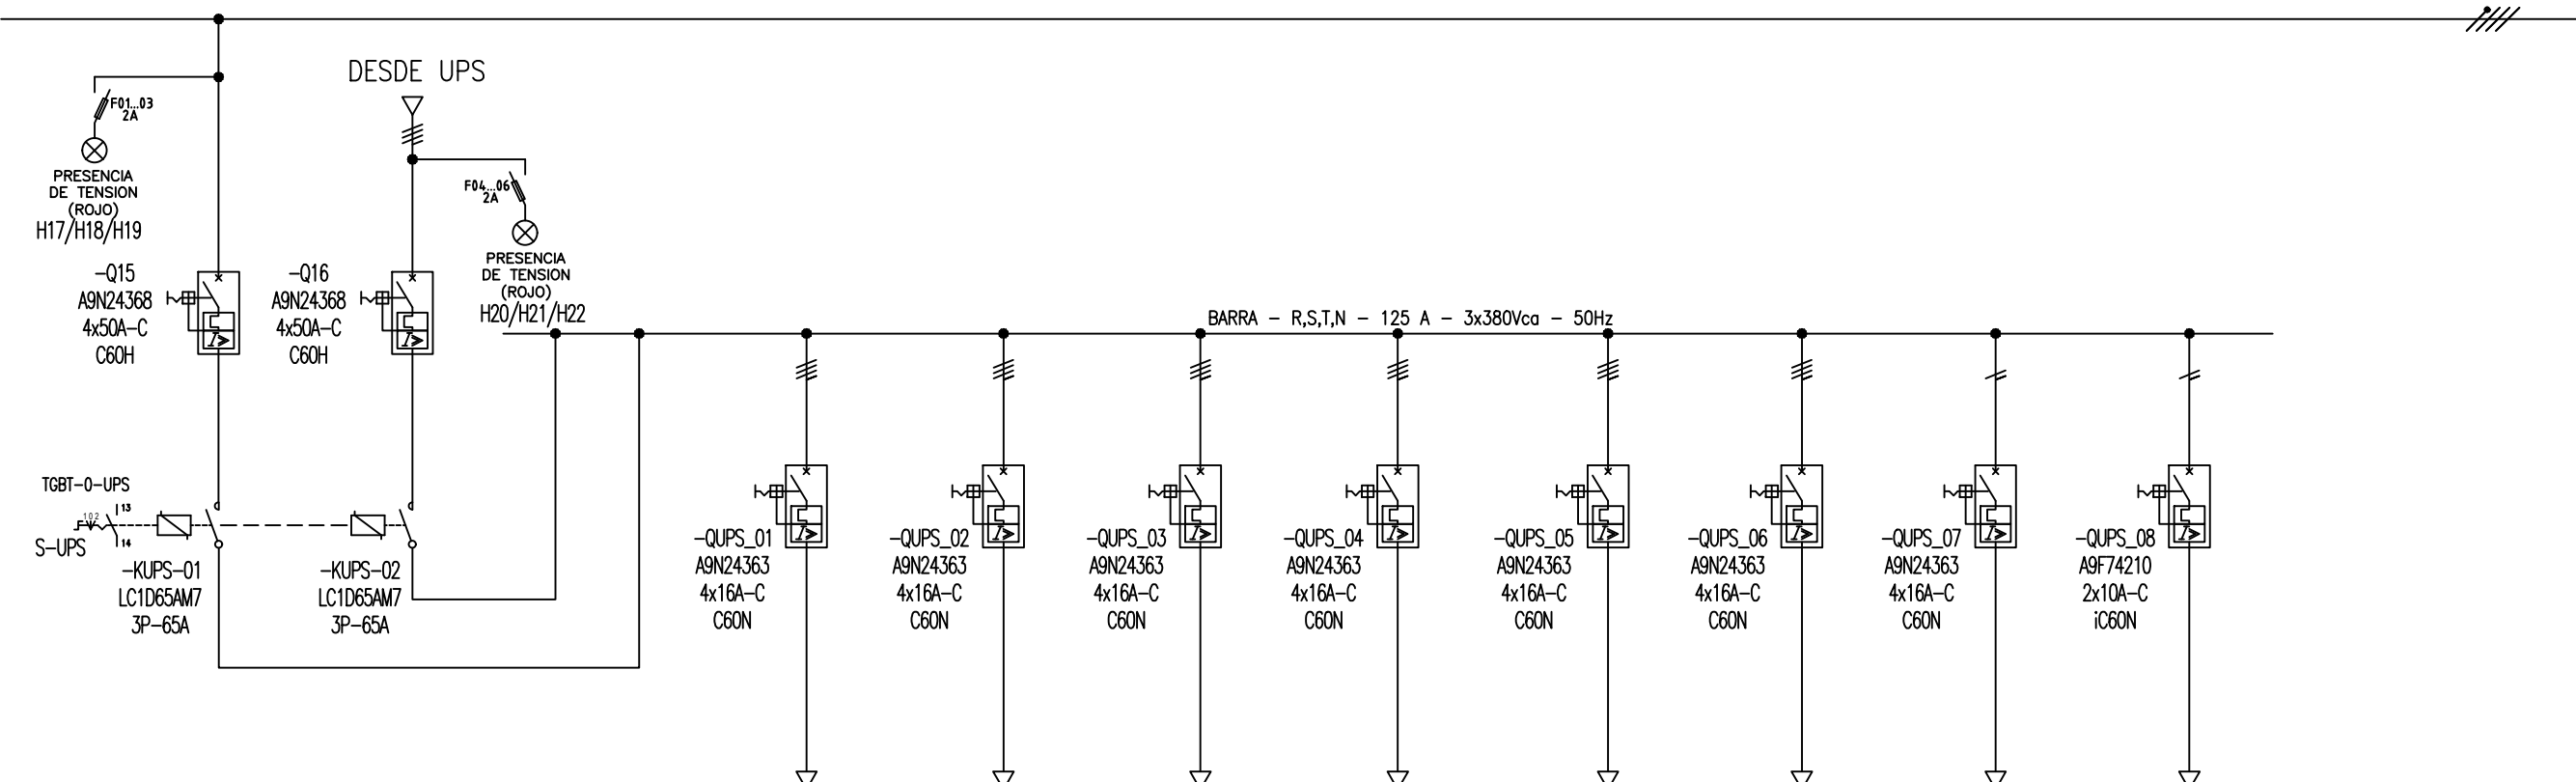 DESDE UPS
F01...03
2A
PRESENCIA
DE TENSION
(ROJO)
H17/H18/H19
F04...06
2A
PRESENCIA
DE TENSION
(ROJO)
H20/H21/H22
-Q15
A9N24368
4x50A-C
C60H
-Q16
A9N24368
4x50A-C
C60H
BARRA - R,S,T,N - 125 A - 3x380Vca - 50Hz
TGBT-0-UPS
13
1 0 2
14
S-UPS
-KUPS-01
LC1D65AM7
3P-65A
-KUPS-02
LC1D65AM7
3P-65A
-QUPS_01
A9N24363
4x16A-C
C60N
-QUPS_02
A9N24363
4x16A-C
C60N
-QUPS_03
A9N24363
4x16A-C
C60N
-QUPS_04
A9N24363
4x16A-C
C60N
-QUPS_05
A9N24363
4x16A-C
C60N
-QUPS_06
A9N24363
4x16A-C
C60N
-QUPS_07
A9N24363
4x16A-C
C60N
-QUPS_08
A9F74210
2x10A-C
iC60N